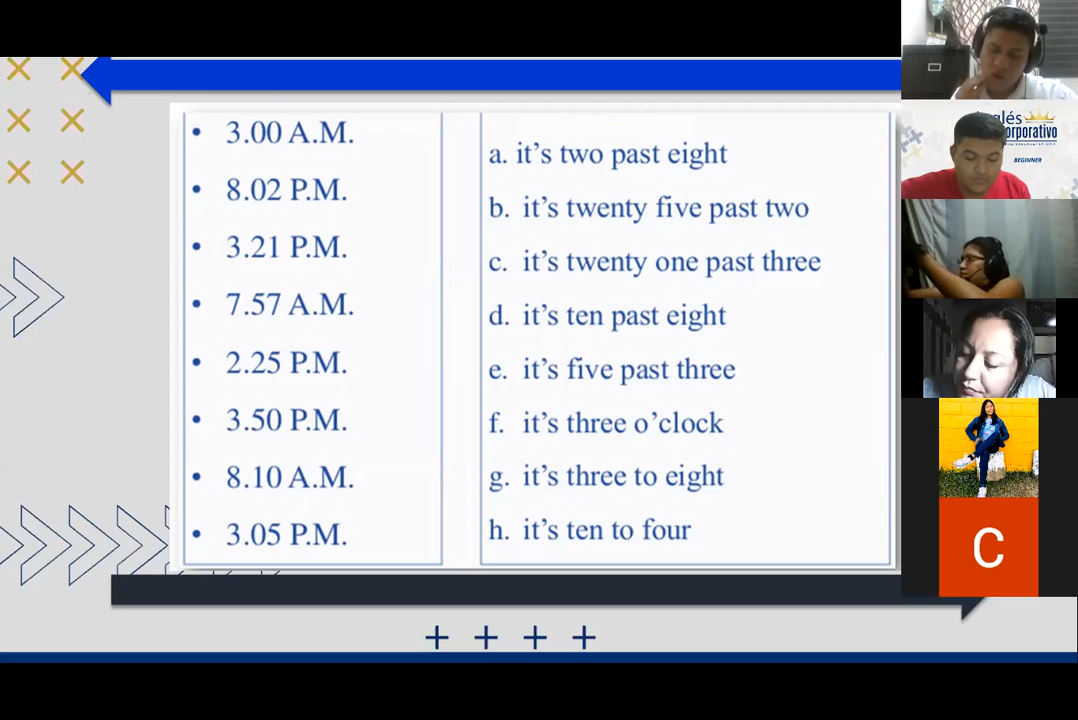 • 3.00 A.M.
• 8.02 P.M.
• 3.21 P.M.
• 7.57 A.M.
• 2.25 P.M.
• 3.50 P.M.
• 8.10 A.M.
• 3.05 P.M.
a. it’s two past eight
b. it’s twenty five past two
c. it’s twenty one past three
d. it’s ten past eight
e. it’s five past three
f. it’s three o’clock
g. it’s three to eight
h. it’s ten to four
BEGINNER
C